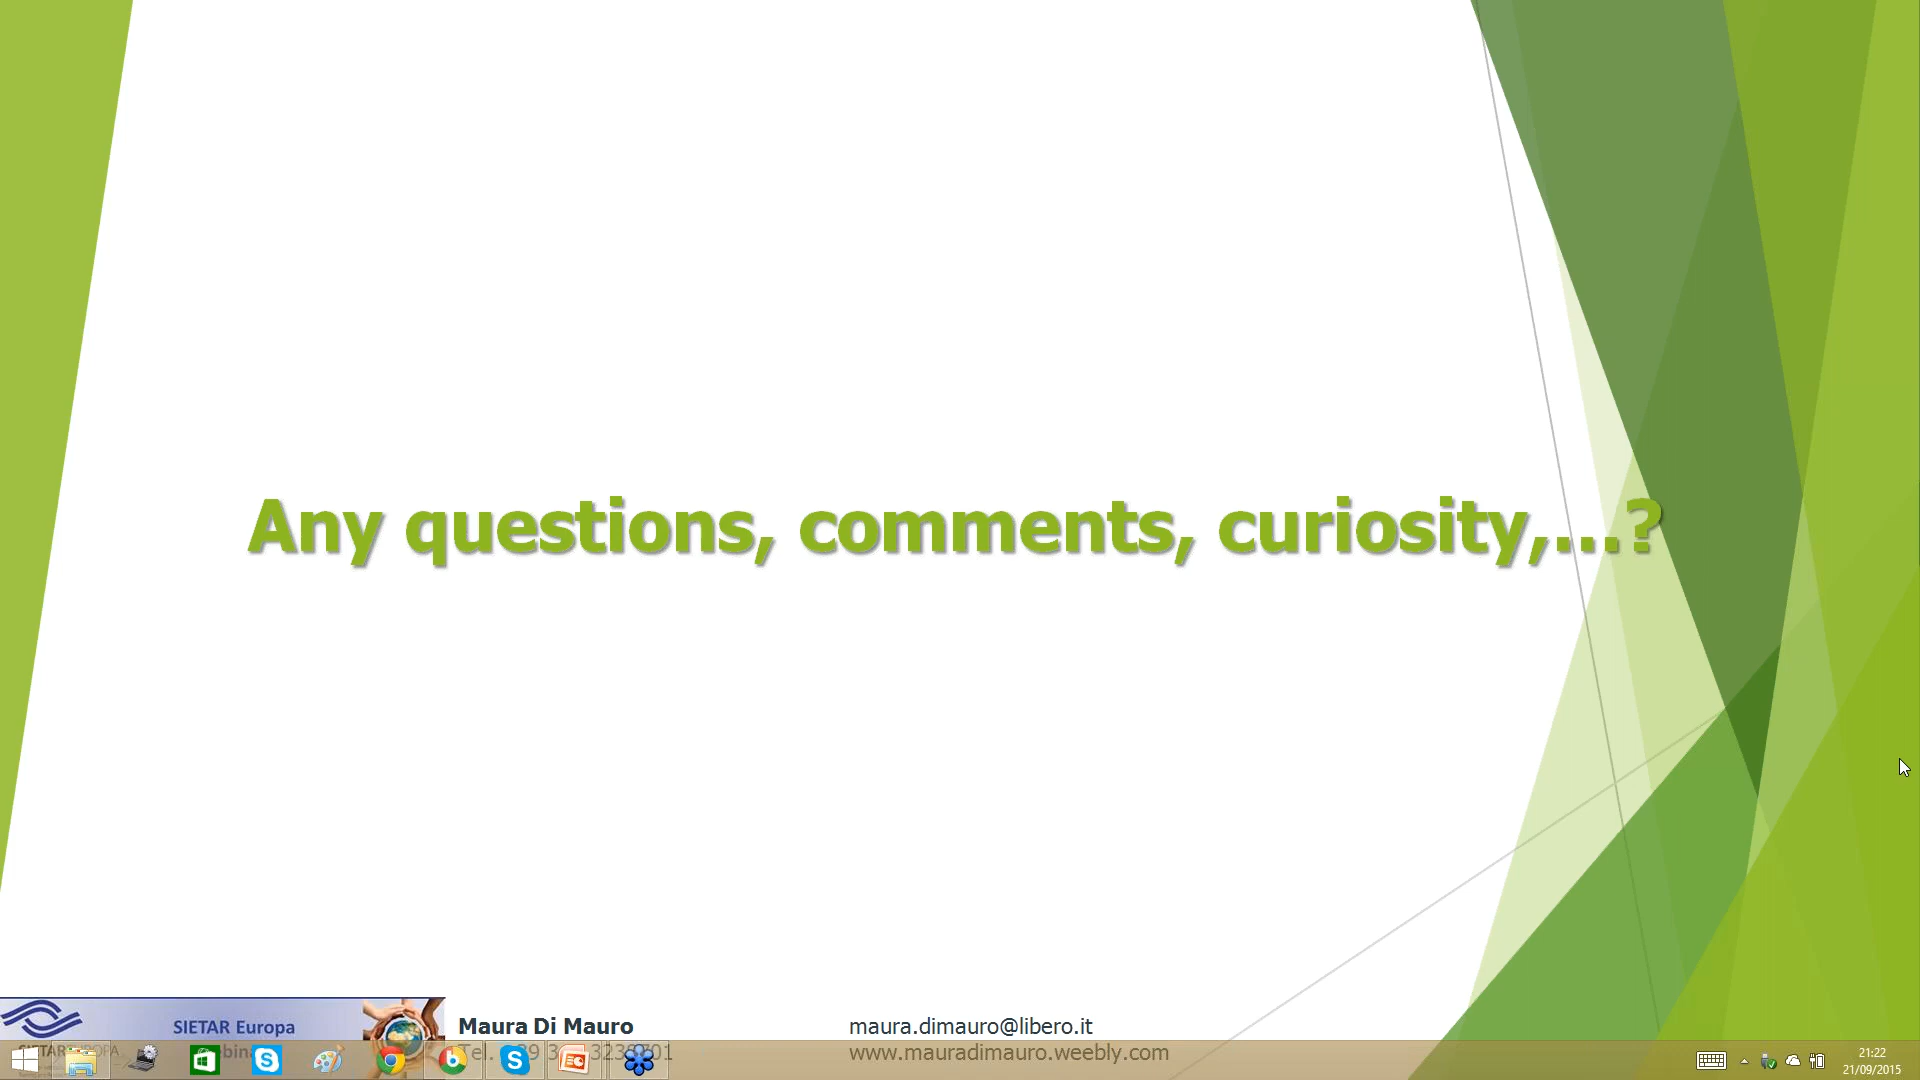 Any questions, comments, curiosity,...?
SIETAR Europa
Maura Di Mauro
maura.dimauro@libero.it
Tel.
www.mauradimauro.weebly.com
21:22
21/09/2015